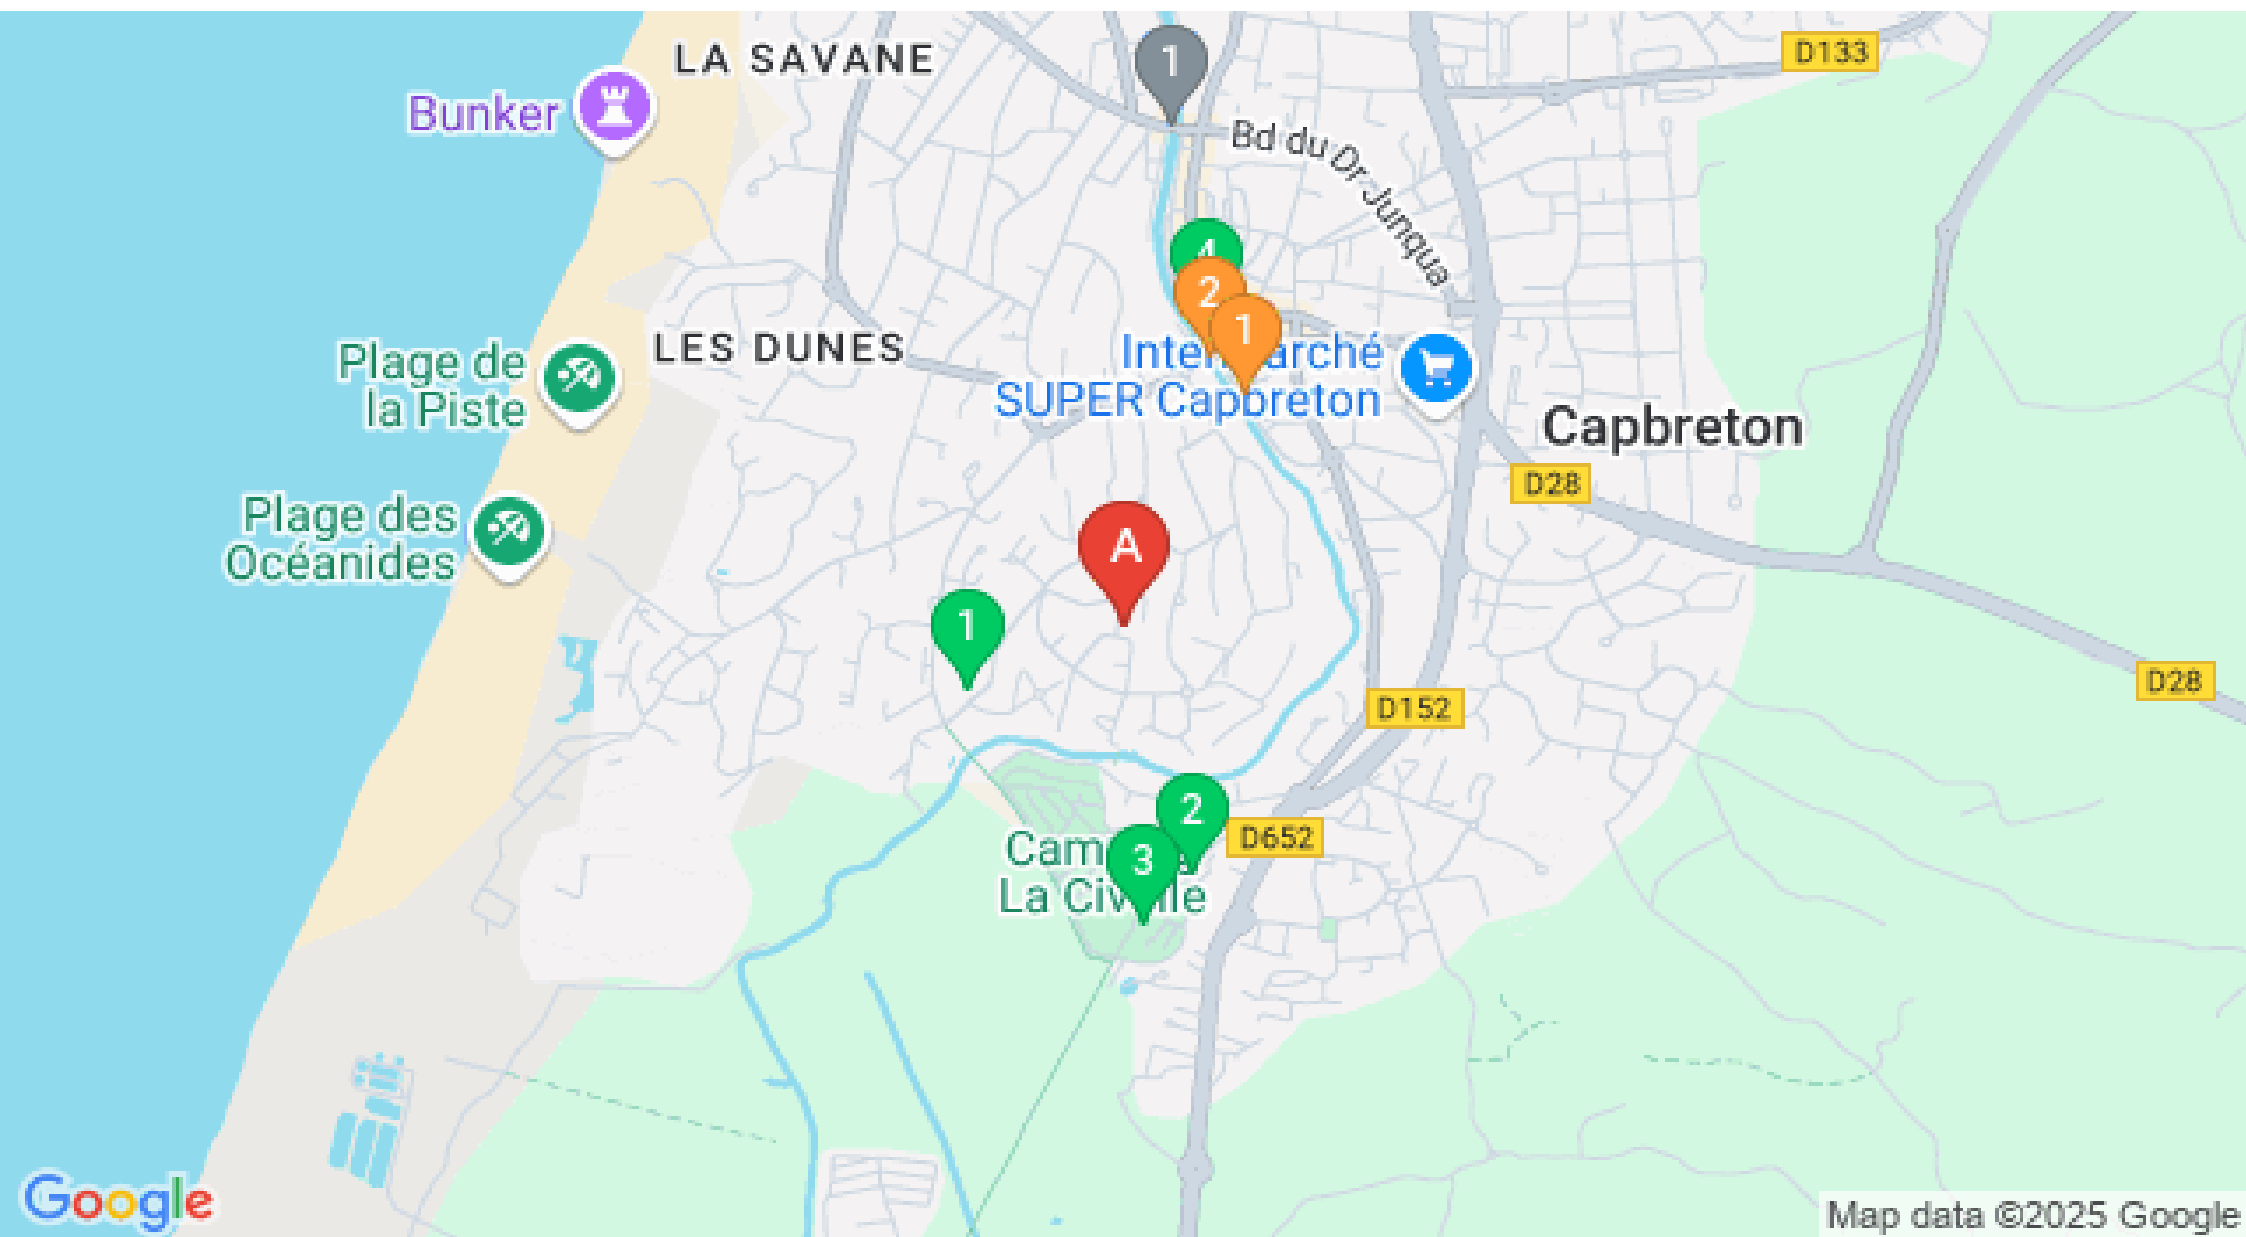 LA SAVANE
D133
1
Bunker
Bd du Dr Junqua
4
2
1
LES DUNES
Plage de
la Piste
SUPER Capbreton
Capbreton
D28
Plage des
Océanides
A
1
D28
D152
2
D652
3
La
Google
Map data ©2025 Google